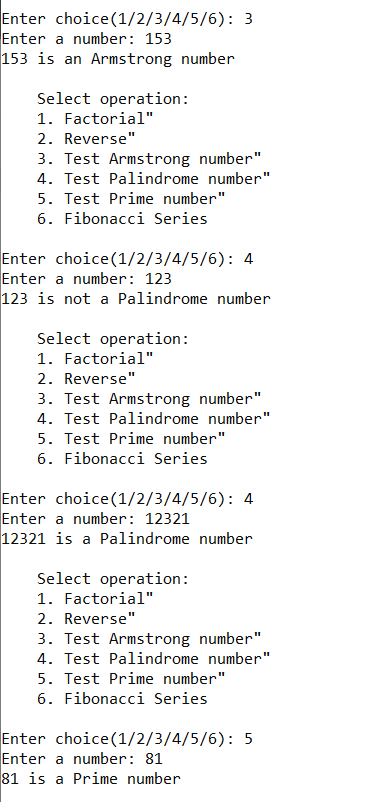 Enter choice(1/2/3/4/5/6): 3
Enter a number: 153
153 is an Armstrong number
Select operation:
1. Factorial"
2. Reverse"
3. Test Armstrong number"
4. Test Palindrome number"
5. Test Prime number"
6. Fibonacci Series
Enter choice(1/2/3/4/5/6): 4
Enter a number: 123
123 is not a Palindrome number
Select operation:
1. Factorial"
2. Reverse"
3. Test Armstrong number"
4. Test Palindrome number"
5. Test Prime number"
6. Fibonacci Series
Enter choice(1/2/3/4/5/6): 4
Enter a number: 12321
12321 is a Palindrome number
Select operation:
1. Factorial"
2. Reverse"
3. Test Armstrong number"
4. Test Palindrome number"
5. Test Prime number"
6. Fibonacci Series
Enter choice(1/2/3/4/5/6): 5
Enter a number: 81
81 is a Prime number